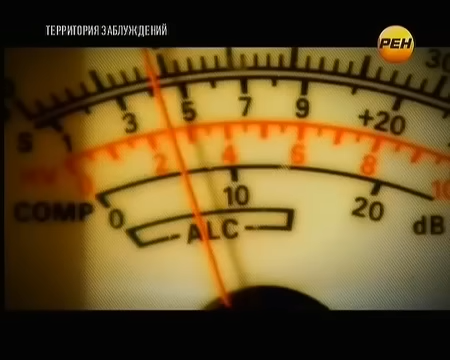 ТЕРРИТОРИЯ ЗАБЛУЖДЕНИЙ
РЕН
30
S 1 3 5 7 9 +20
0 2 4 6 8 10
COMP 0 10 20 dB
ALC